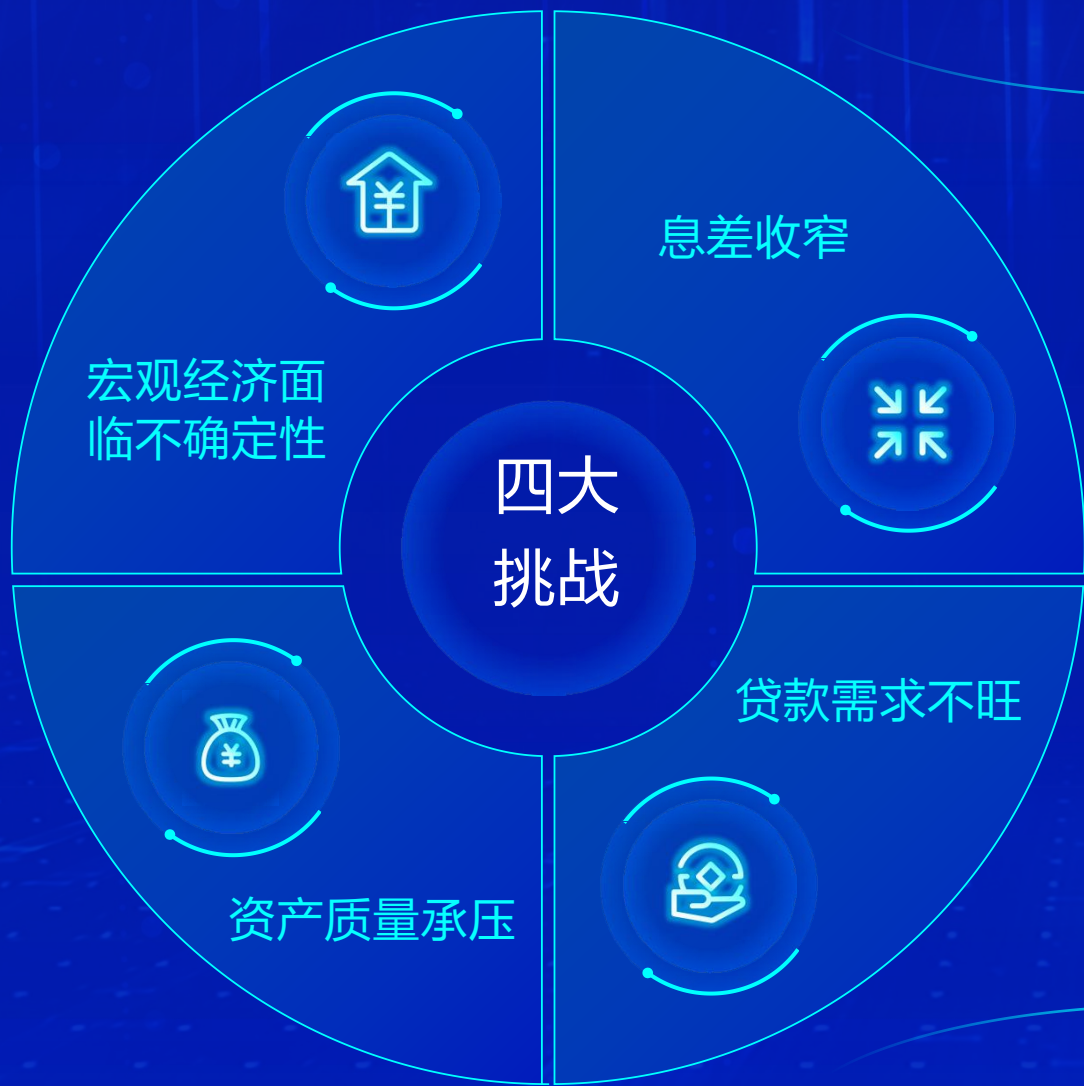 四大
挑战
宏观经济面
临不确定性
息差收窄
贷款需求不旺
资产质量承压